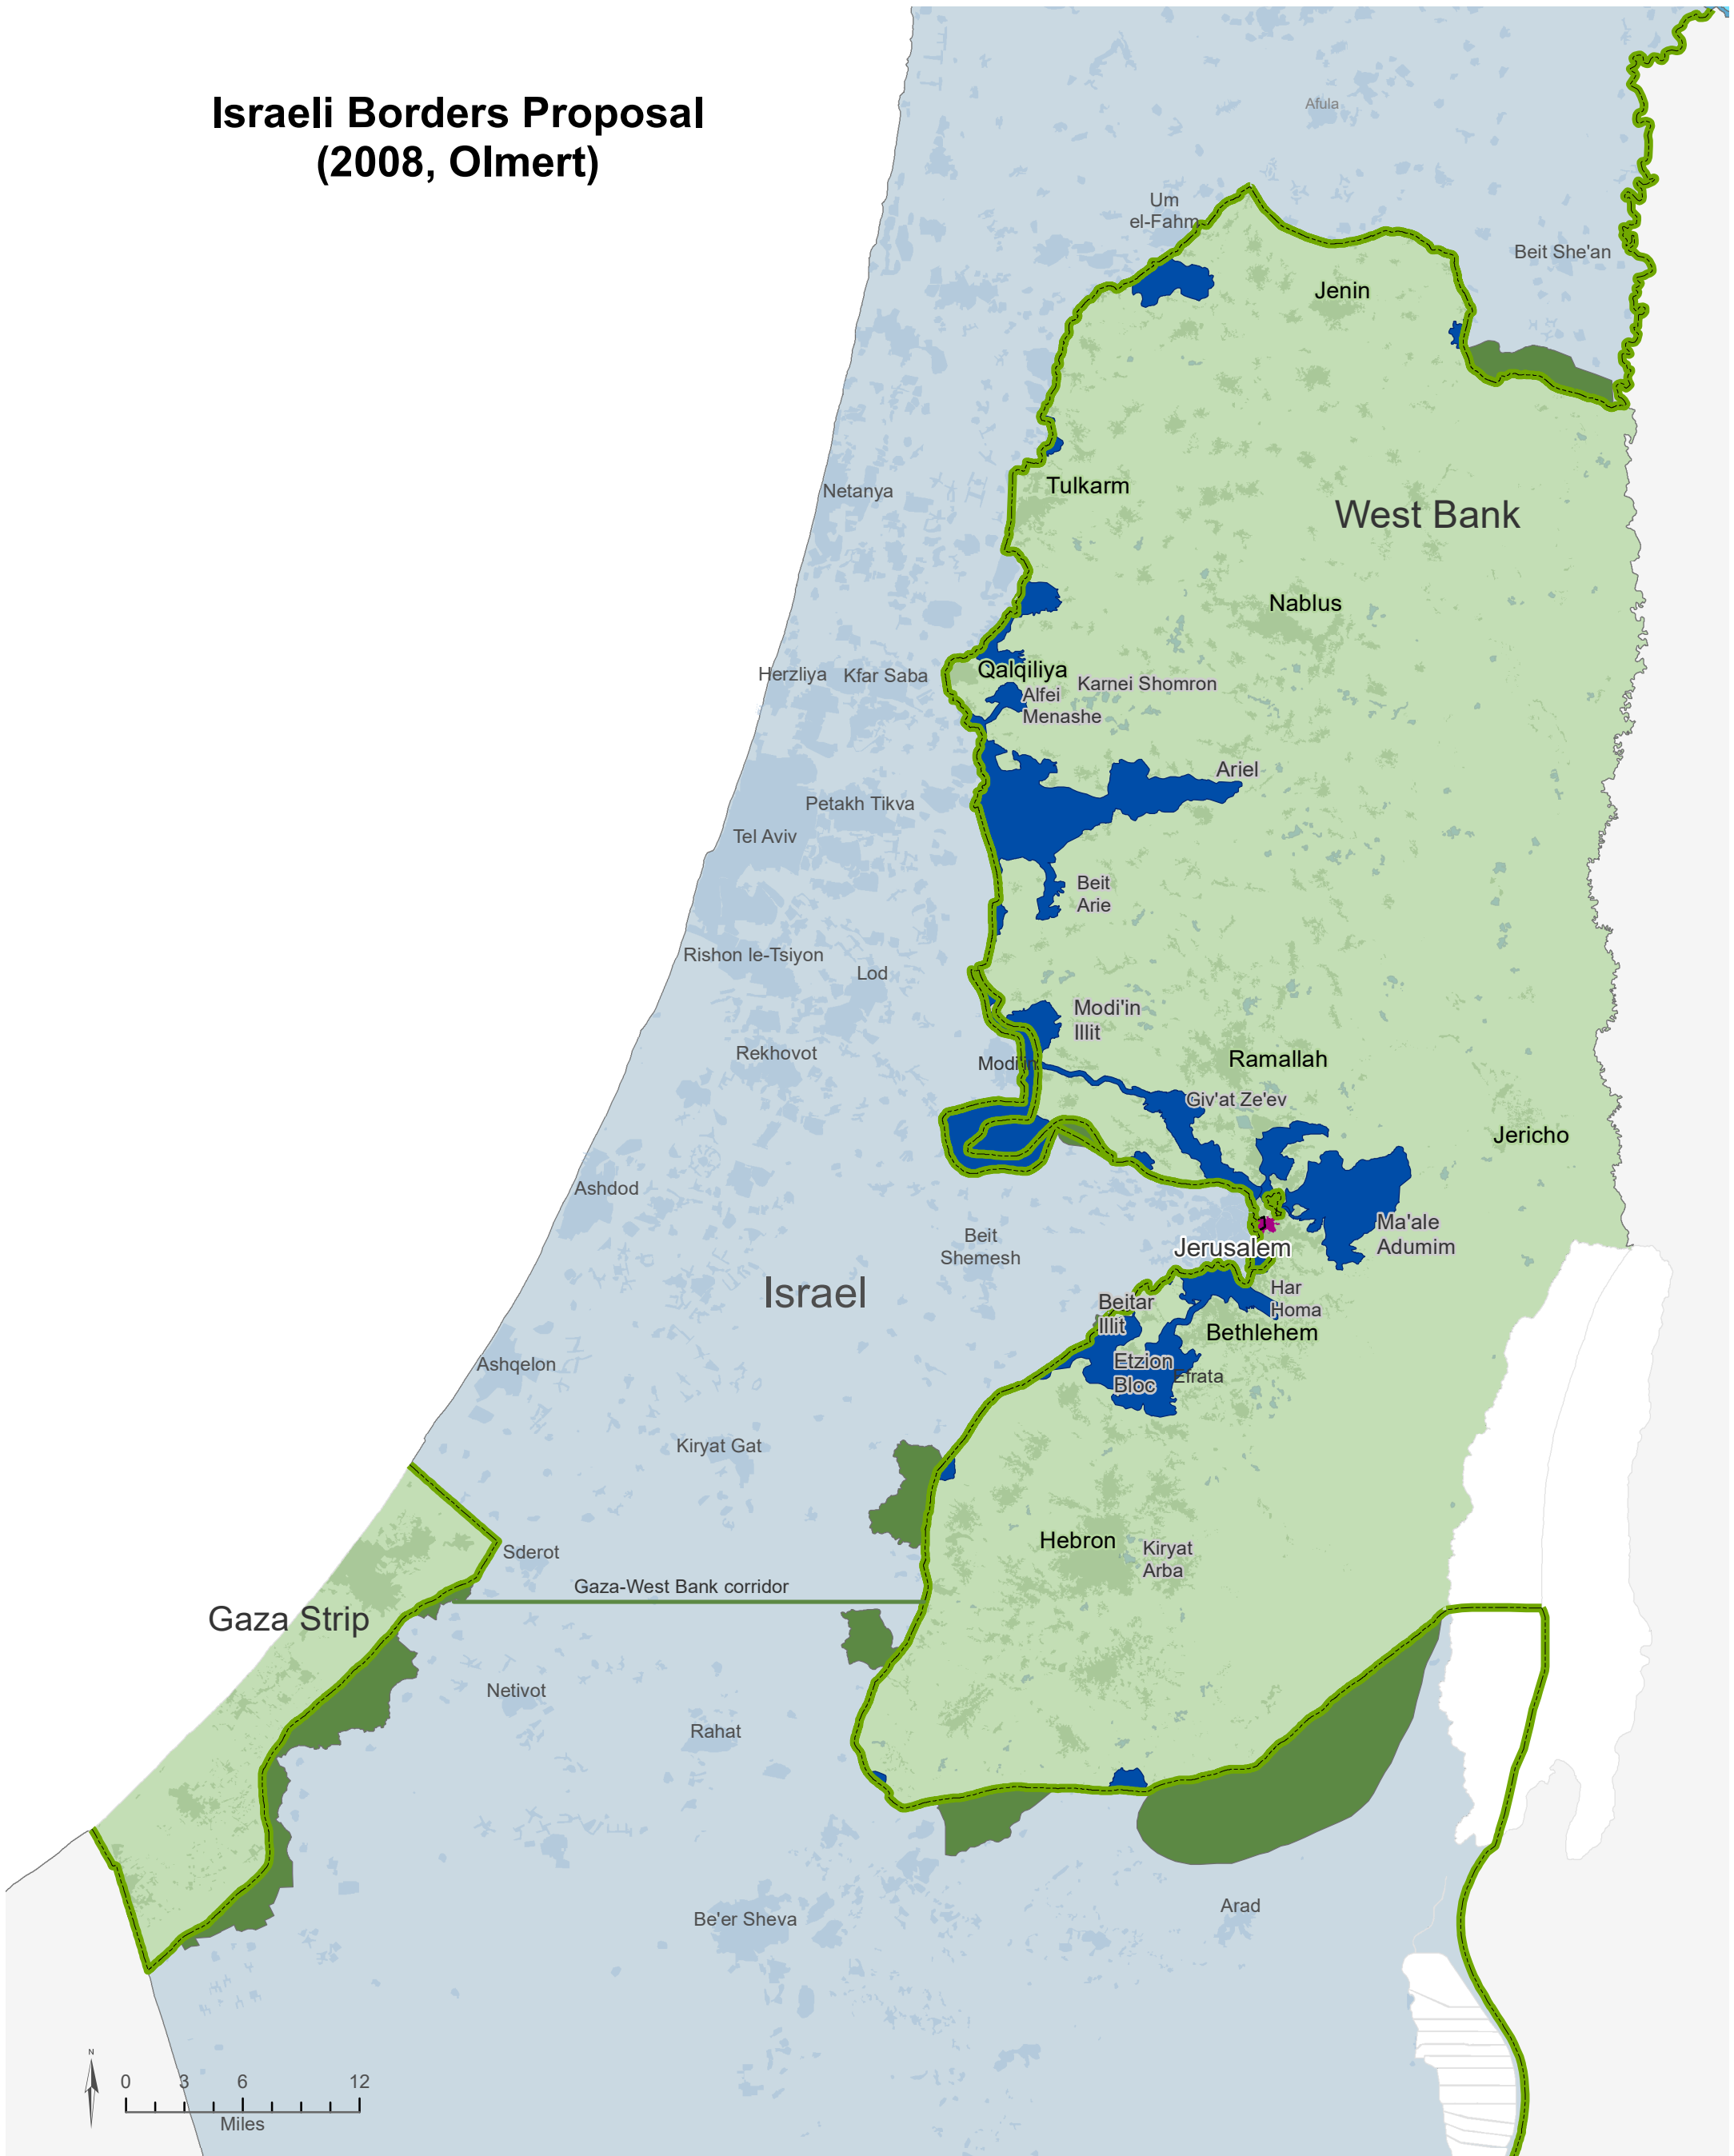 Israeli Borders Proposal
(2008, Olmert)
Afula
Um
el-Fahm
Beit She'an
Jenin
Tulkarm
Netanya
West Bank
Nablus
Herzliya
Kfar Saba
Qalqiliya
Karnei Shomron
Alfei
Menashe
Ariel
Petakh Tikva
Tel Aviv
Beit
Arie
Rishon le-Tsiyon
Lod
Modi'in
Illit
Rekhovot
Modi'in
Ramallah
Giv'at Ze'ev
Jericho
Ashdod
Beit
Shemesh
Jerusalem
Ma'ale
Adumim
Israel
Har
Homa
Beitar
Illit
Bethlehem
Etzion
Bloc
Efrata
Ashqelon
Kiryat Gat
Hebron
Kiryat
Arba
Sderot
Gaza-West Bank corridor
Gaza Strip
Netivot
Rahat
Be'er Sheva
Arad
N
0 3 6 12
Miles